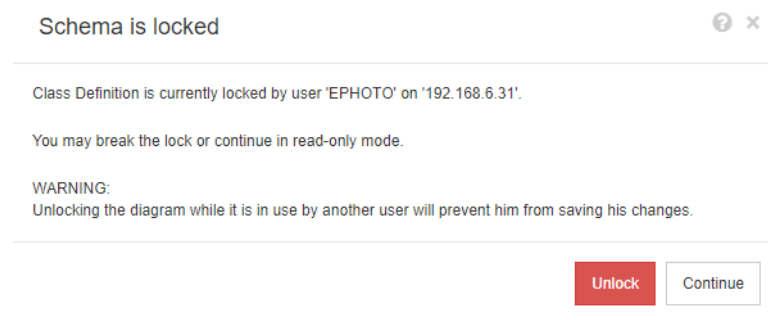 Schema is locked
Class Definition is currently locked by user 'EPHOTO' on '192.168.6.31'.
You may break the lock or continue in read-only mode.
WARNING:
Unlocking the diagram while it is in use by another user will prevent him from saving his changes.
Unlock
Continue